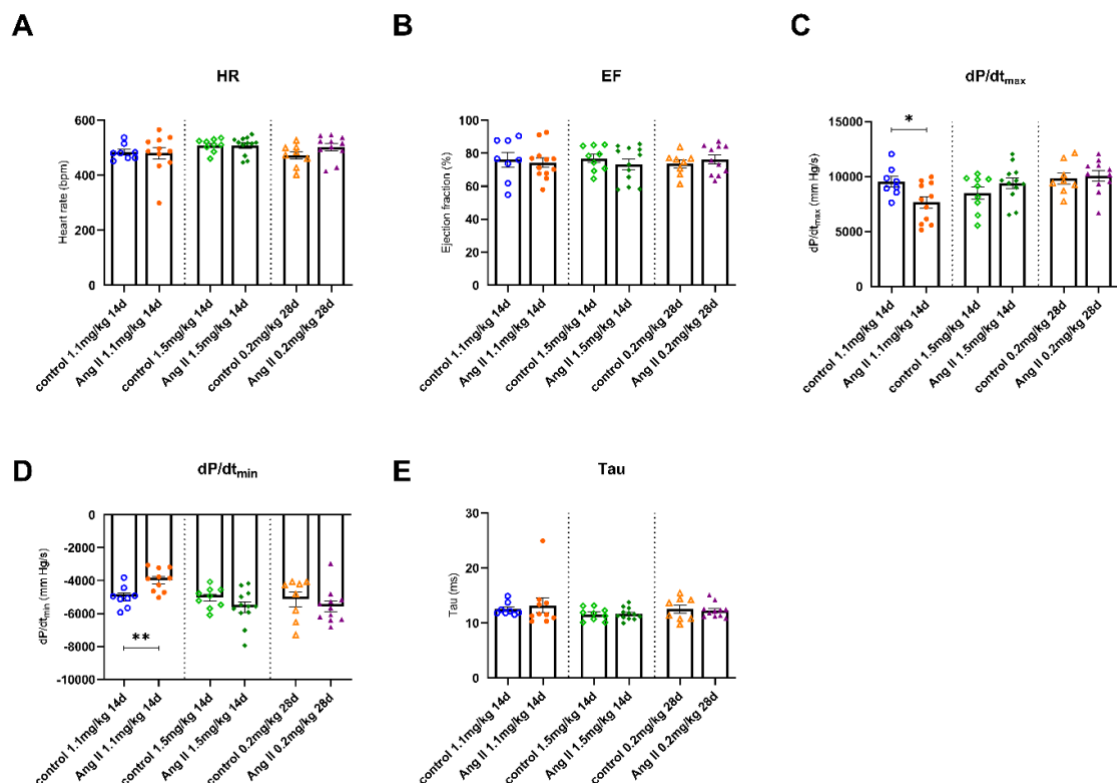 A
HR
Heart rate (bpm)
600
400
200
0
control 1.1mg/kg 14d
Ang II 1.1mg/kg 14d
control 1.5mg/kg 14d
Ang II 1.5mg/kg 14d
control 0.2mg/kg 28d
Ang II 0.2mg/kg 28d
B
EF
Ejection fraction (%)
100
80
60
40
20
0
control 1.1mg/kg 14d
Ang II 1.1mg/kg 14d
control 1.5mg/kg 14d
Ang II 1.5mg/kg 14d
control 0.2mg/kg 28d
Ang II 0.2mg/kg 28d
C
dP/dtmax
dP/dtmax (mm Hg/s)
15000
10000
5000
0
*
control 1.1mg/kg 14d
Ang II 1.1mg/kg 14d
control 1.5mg/kg 14d
Ang II 1.5mg/kg 14d
control 0.2mg/kg 28d
Ang II 0.2mg/kg 28d
D
dP/dtmin
dP/dtmin (mm Hg/s)
0
-2000
-4000
-6000
-8000
-10000
**
control 1.1mg/kg 14d
Ang II 1.1mg/kg 14d
control 1.5mg/kg 14d
Ang II 1.5mg/kg 14d
control 0.2mg/kg 28d
Ang II 0.2mg/kg 28d
E
Tau
Tau (ms)
30
20
10
0
control 1.1mg/kg 14d
Ang II 1.1mg/kg 14d
control 1.5mg/kg 14d
Ang II 1.5mg/kg 14d
control 0.2mg/kg 28d
Ang II 0.2mg/kg 28d